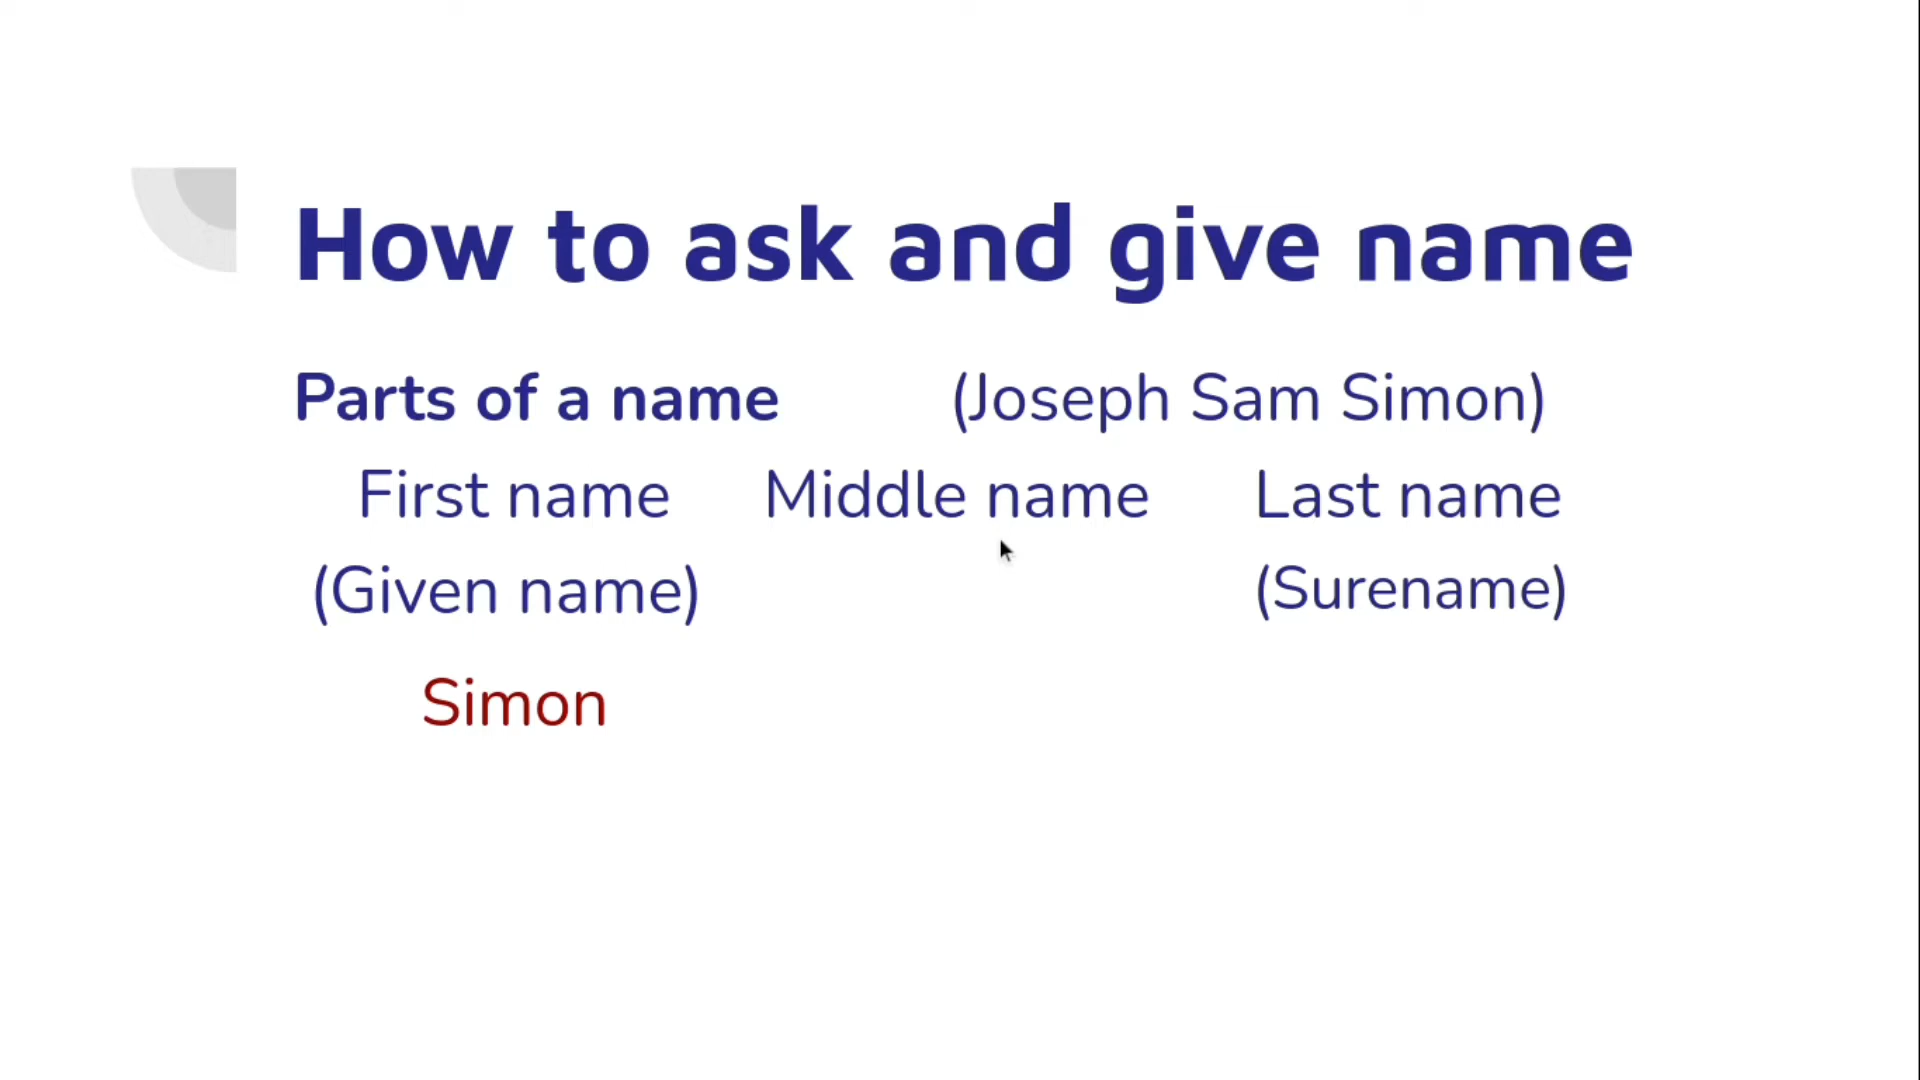 How to ask and give name
Parts of a name (Joseph Sam Simon)
First name Middle name Last name
(Given name) (Surename)
Simon